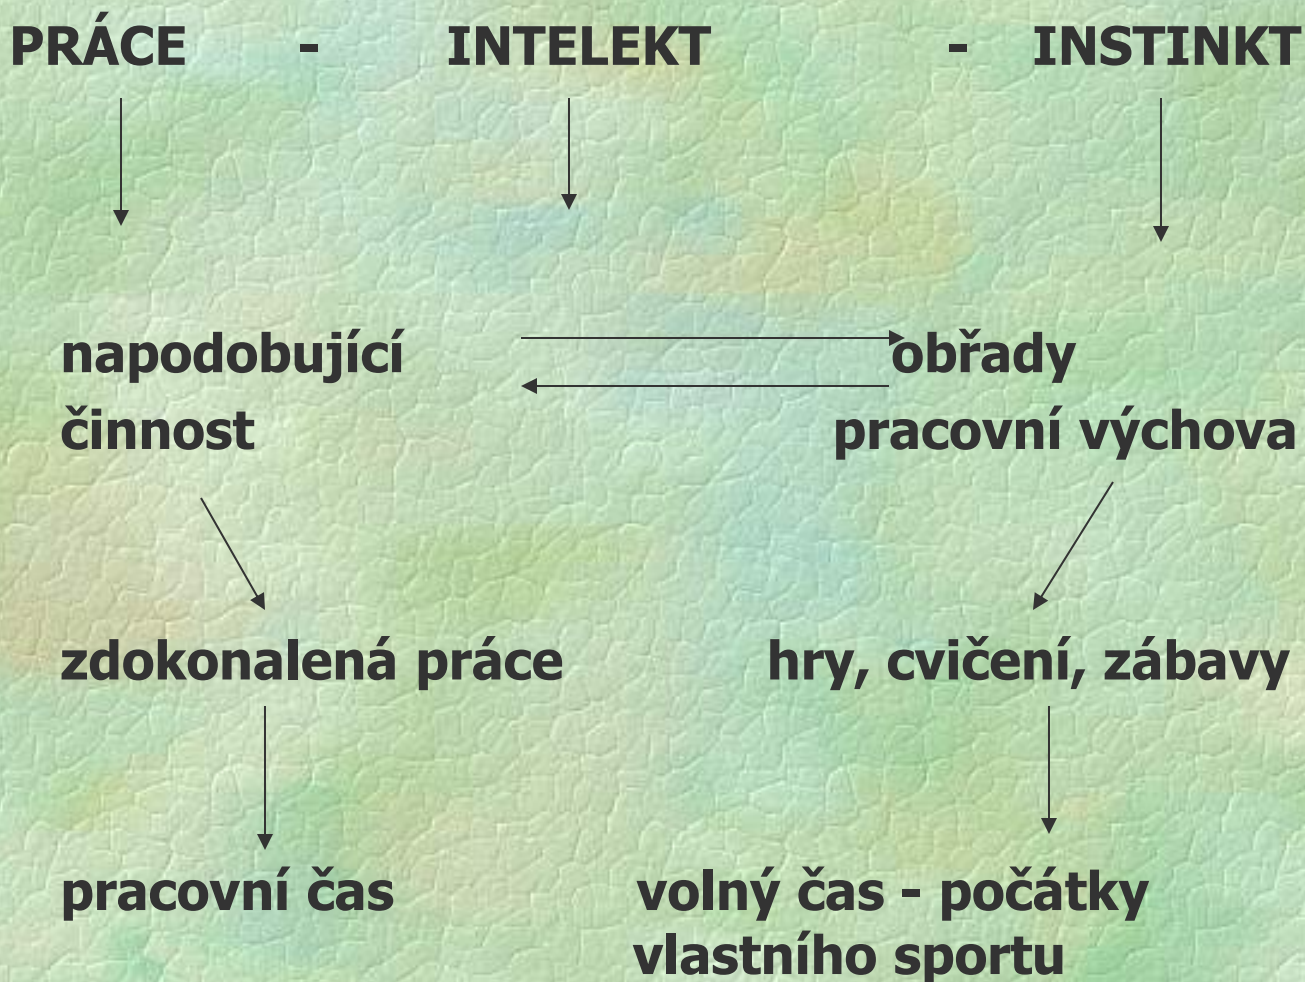 PRÁCE - INTELEKT - INSTINKT
napodobující obřady
činnost pracovní výchova
zdokonalená práce hry, cvičení, zábavy
pracovní čas volný čas - počátky
vlastního sportu